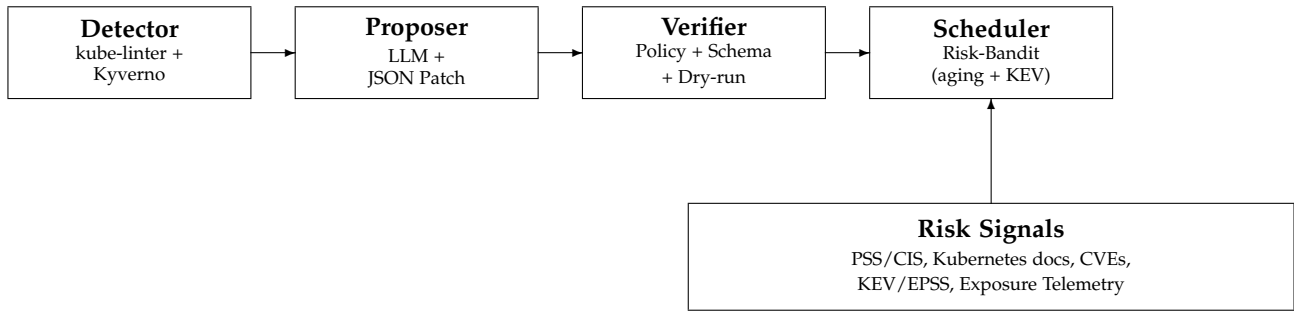 Detector
kube-linter +
Kyverno
Proposer
LLM +
JSON Patch
Verifier
Policy + Schema
+ Dry-run
Scheduler
Risk-Bandit
(aging + KEV)
Risk Signals
PSS/CIS, Kubernetes docs, CVEs,
KEV/EPSS, Exposure Telemetry